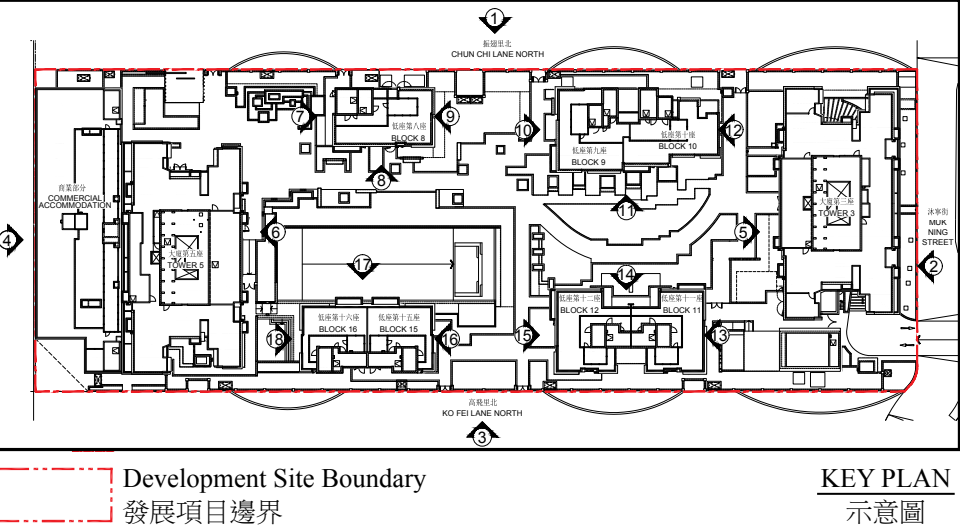 1
振翅里北
CHUN CHI LANE NORTH
7
低座第八座
BLOCK 8
9
10
低座第九座
BLOCK 9
低座第十座
BLOCK 10
12
8
11
商業部分
COMMERCIAL
ACCOMMODATION
4
大廈第五座
TOWER 5
6
17
5
大廈第三座
TOWER 3
沐寧街
MUK
NING
STREET
2
14
低座第十六座
BLOCK 16
低座第十五座
BLOCK 15
18
16
15
低座第十二座
BLOCK 12
低座第十一座
BLOCK 11
13
高飛里北
KO FEI LANE NORTH
3
Development Site Boundary
發展項目邊界
KEY PLAN
示意圖